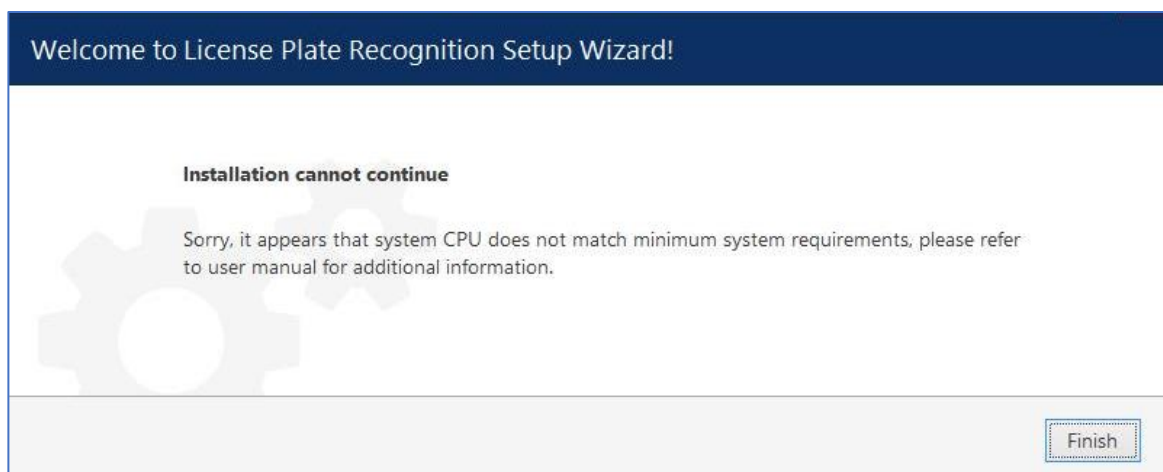 Welcome to License Plate Recognition Setup Wizard!
Installation cannot continue
Sorry, it appears that system CPU does not match minimum system requirements, please refer
to user manual for additional information.
Finish